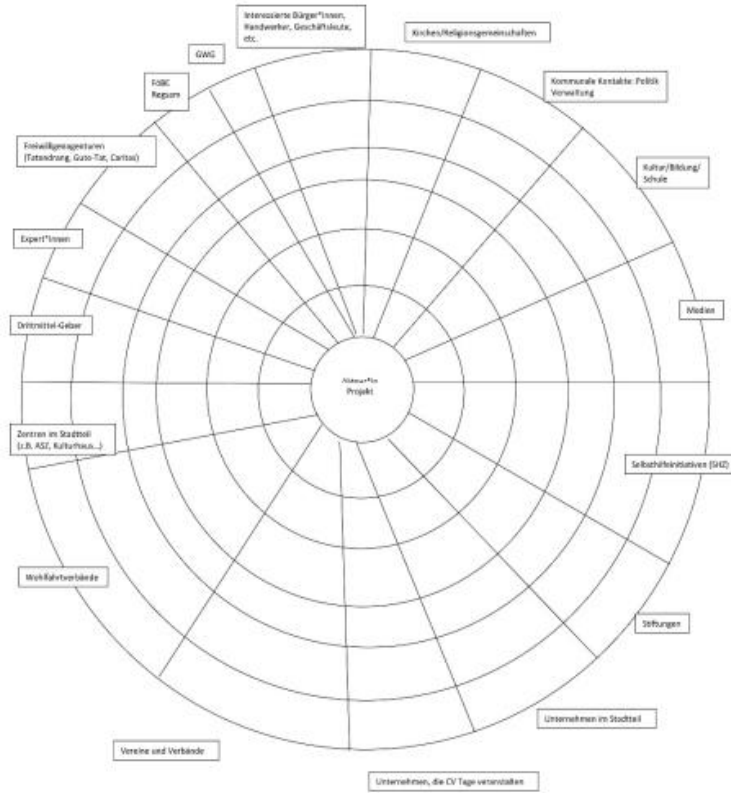 Interessierte Bürger*Innen,
Handwerker, Geschäftsleute,
etc.
Kirchen/Religionsgemeinschaften
GWG
Kommunale Kontakte: Politik
Verwaltung
FöBE
Regsam
Freiwilligenagenturen
(Tatendrang, Gute-Tat, Caritas)
Kultur/Bildung/
Schule
Expert*Innen
Medien
Drittmittel-Geber
Projekt
Zentren im Stadtteil
(z.B. ASZ, Kulturhaus...)
Selbsthilfeinitiativen (SHZ)
Wohlfahrtverbände
Stiftungen
Unternehmen im Stadtteil
Vereine und Verbände
Unternehmen, die CV Tage veranstalten